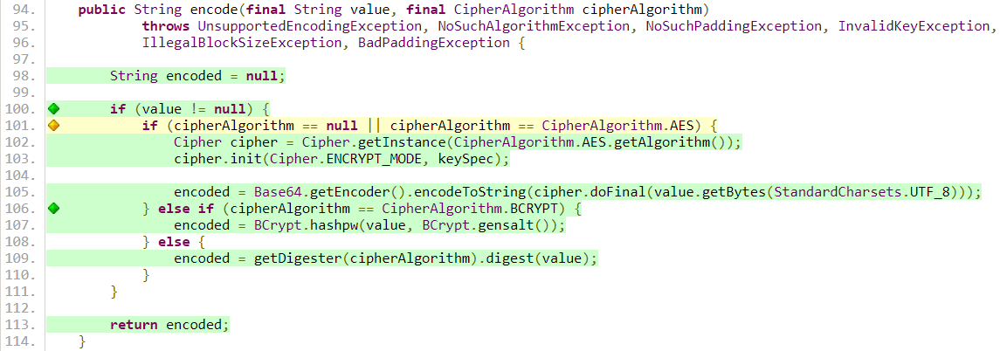 94.     public String encode(final String value, final CipherAlgorithm cipherAlgorithm)
95.             throws UnsupportedEncodingException, NoSuchAlgorithmException, NoSuchPaddingException, InvalidKeyException,
96.             IllegalBlockSizeException, BadPaddingException {
97.
98.         String encoded = null;
99.
100.         if (value != null) {
101.             if (cipherAlgorithm == null || cipherAlgorithm == CipherAlgorithm.AES) {
102.                 Cipher cipher = Cipher.getInstance(CipherAlgorithm.AES.getAlgorithm());
103.                 cipher.init(Cipher.ENCRYPT_MODE, keySpec);
104.
105.                 encoded = Base64.getEncoder().encodeToString(cipher.doFinal(value.getBytes(StandardCharsets.UTF_8)));
106.             } else if (cipherAlgorithm == CipherAlgorithm.BCRYPT) {
107.                 encoded = BCrypt.hashpw(value, BCrypt.gensalt());
108.             } else {
109.                 encoded = getDigester(cipherAlgorithm).digest(value);
110.             }
111.         }
112.
113.         return encoded;
114.     }